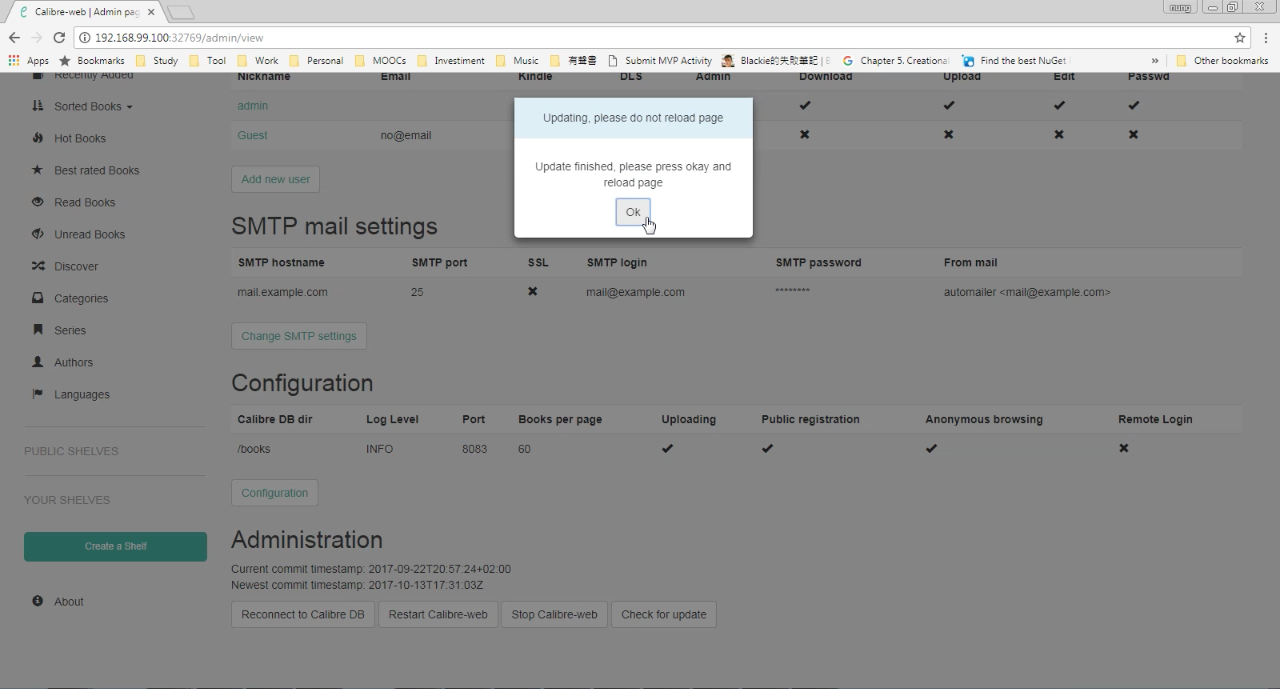 Calibre-web | Admin pag
nung
192.168.99.100:32769/admin/view
Apps Bookmarks Study Tool Work Personal MOOCs Investiment Music 有聲書 Submit MVP Activity Blackie的失敗筆記 | Chapter 5. Creational Find the best NuGet » Other bookmarks
Recently Added
Sorted Books
Hot Books
Best rated Books
Read Books
Unread Books
Discover
Categories
Series
Authors
Languages
PUBLIC SHELVES
YOUR SHELVES
Create a Shelf
About
Nickname Email Kindle DLS Admin Download Upload Edit Passwd
admin
Guest no@email
Add new user
Updating, please do not reload page
Update finished, please press okay and
reload page
Ok
SMTP mail settings
SMTP hostname SMTP port SSL SMTP login SMTP password From mail
mail.example.com 25 mail@example.com ******** automailer <mail@example.com>
Change SMTP settings
Configuration
Calibre DB dir Log Level Port Books per page Uploading Public registration Anonymous browsing Remote Login
/books INFO 8083 60
Configuration
Administration
Current commit timestamp: 2017-09-22T20:57:24+02:00
Newest commit timestamp: 2017-10-13T17:31:03Z
Reconnect to Calibre DB Restart Calibre-web Stop Calibre-web Check for update